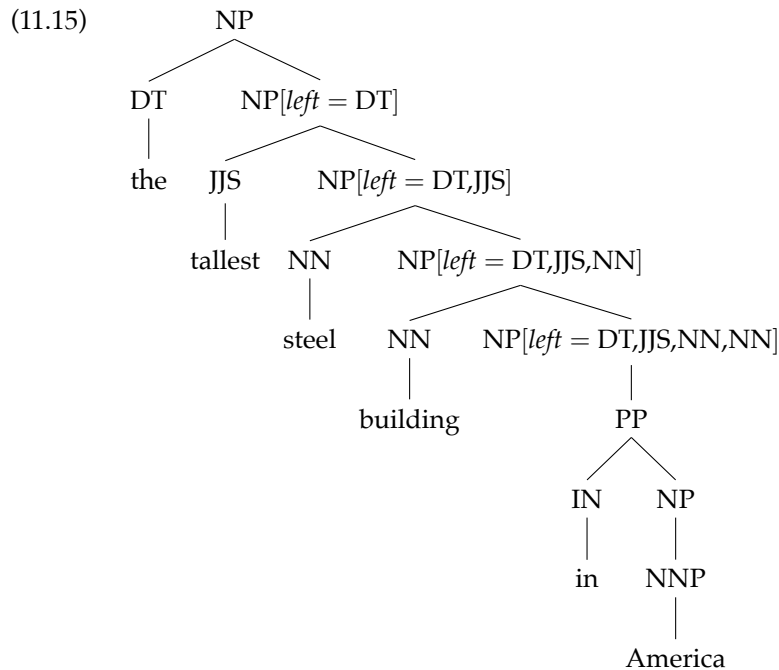 (11.15) NP
DT NP[left = DT]
the JJS NP[left = DT,JJS]
tallest NN NP[left = DT,JJS,NN]
steel NN NP[left = DT,JJS,NN,NN]
building PP
IN NP
in NNP
America